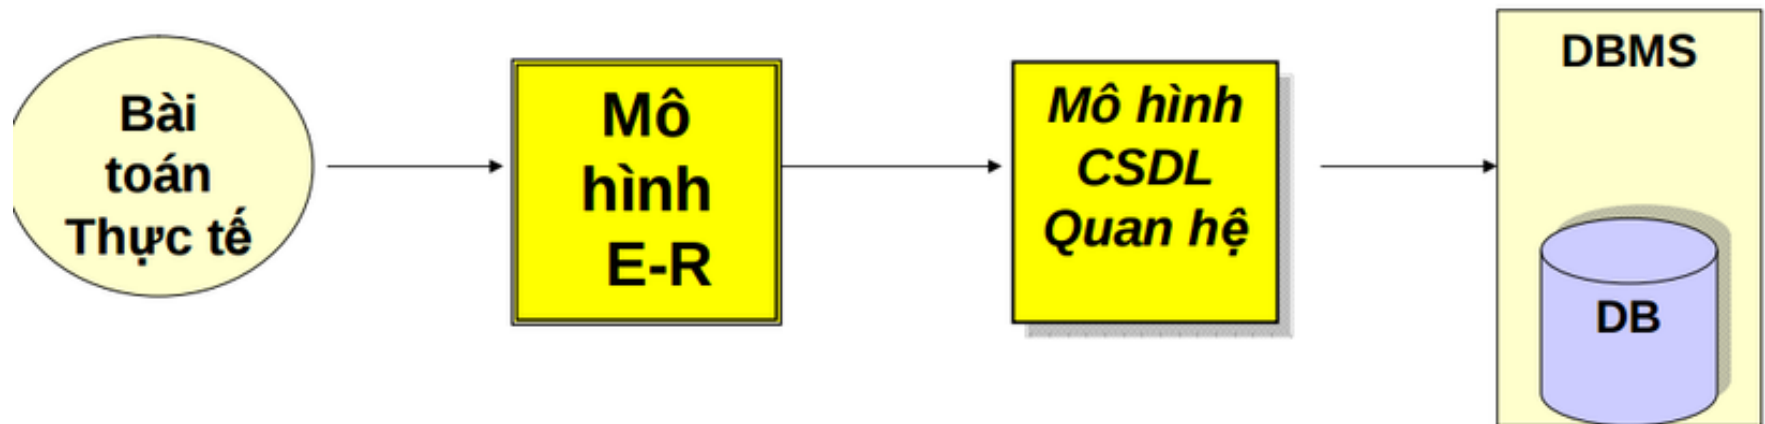 Bài
toán
Thực tế
Mô
hình
E-R
Mô hình
CSDL
Quan hệ
DBMS
DB